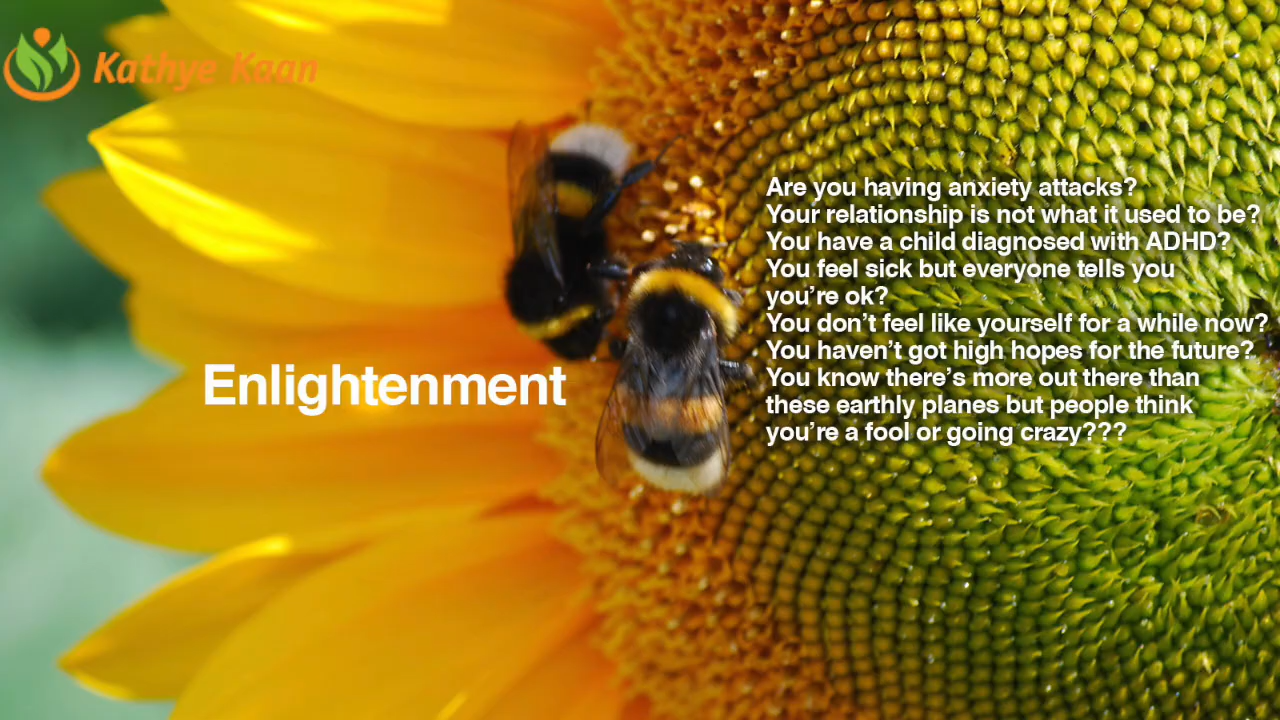 Kathye Kaan
Enlightenment
Are you having anxiety attacks?
Your relationship is not what it used to be?
You have a child diagnosed with ADHD?
You feel sick but everyone tells you
you’re ok?
You don’t feel like yourself for a while now?
You haven’t got high hopes for the future?
You know there’s more out there than
these earthly planes but people think
you’re a fool or going crazy???